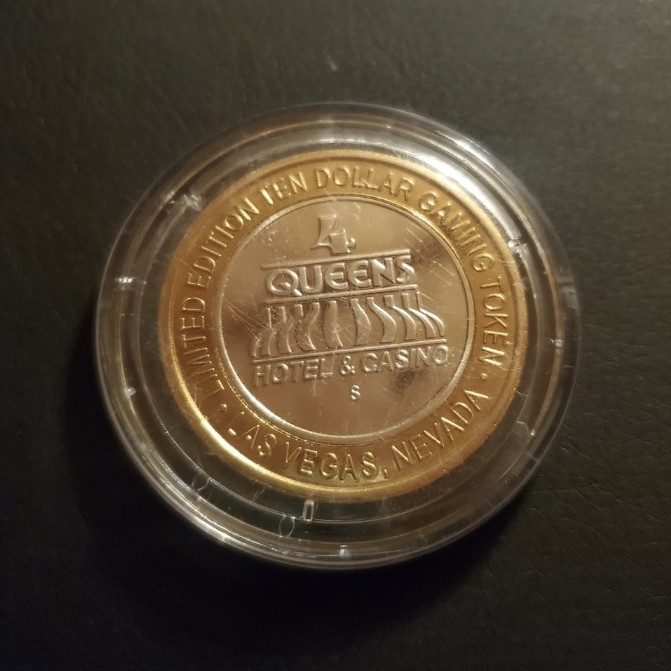 LIMITED EDITION TEN DOLLAR GAMING TOKEN
4
QUEENS
HOTEL & CASINO
S
• LAS VEGAS, NEVADA •